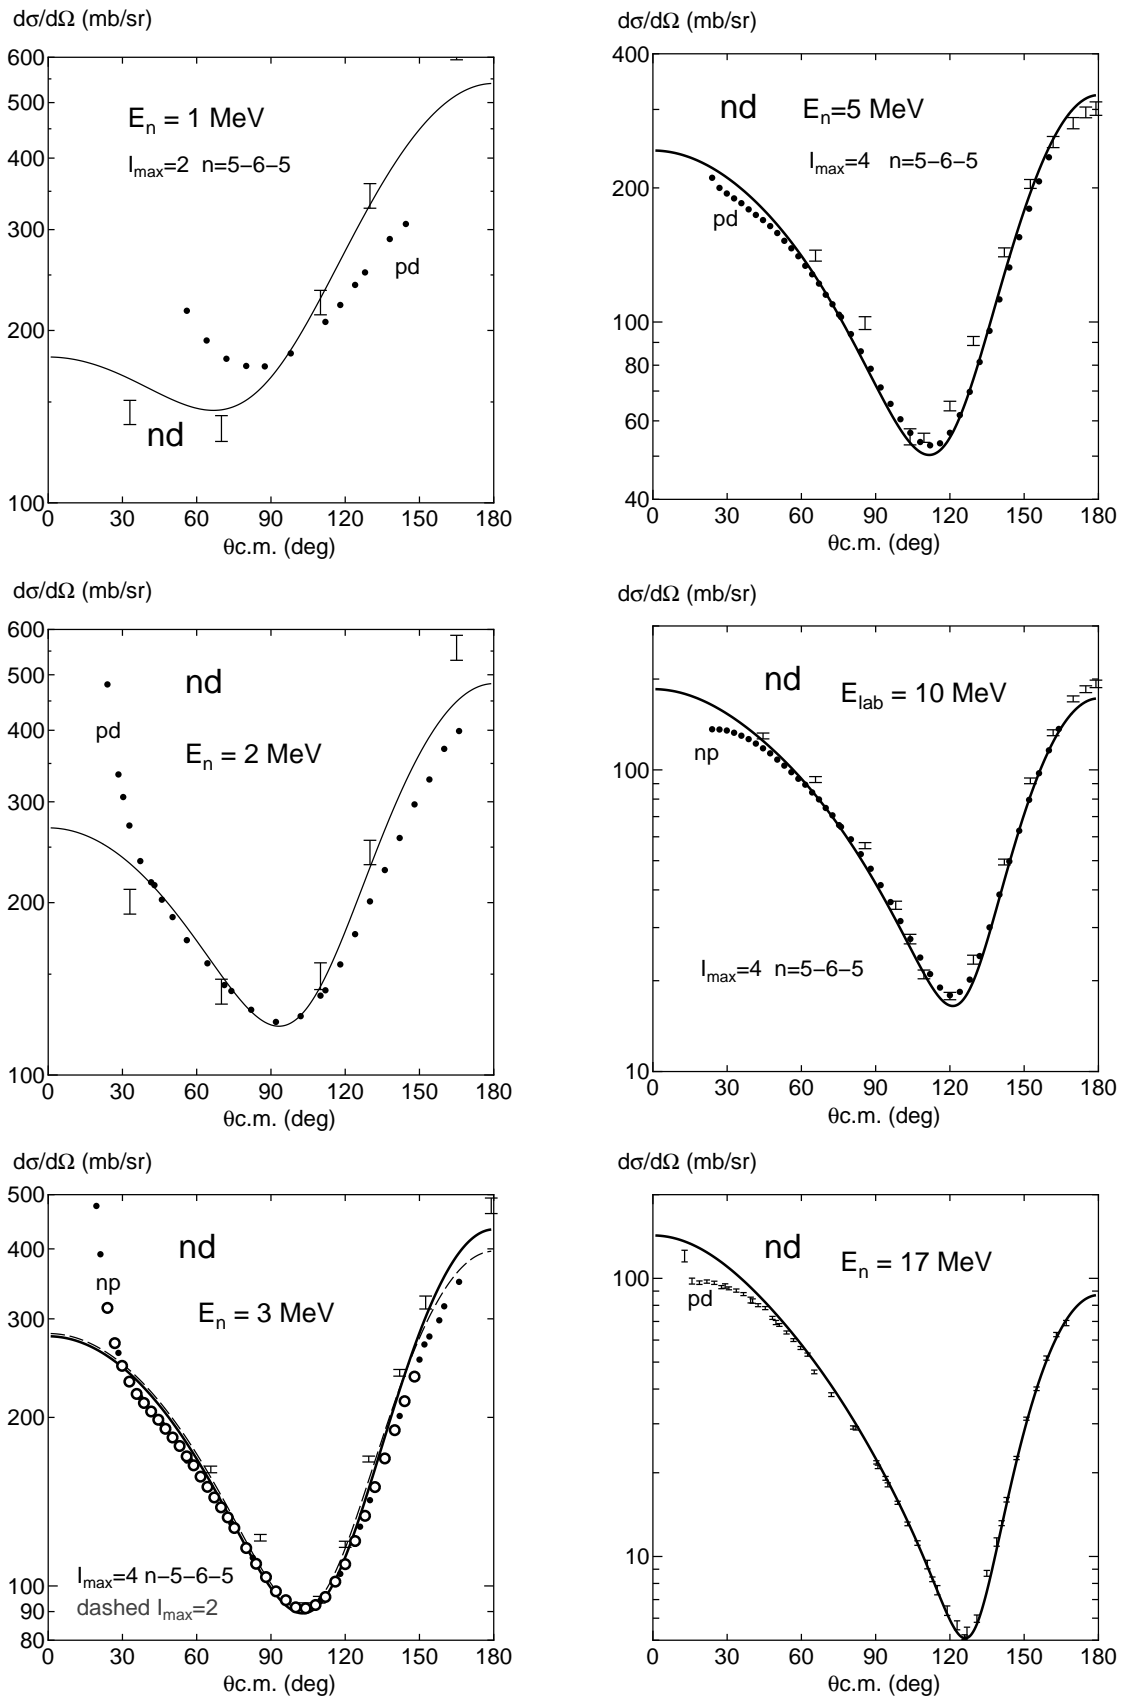 dσ/dΩ (mb/sr)
600
500
400
300
200
100
E_n = 1 MeV
I_max=2 n=5−6−5
pd
nd
0 30 60 90 120 150 180
θc.m. (deg)
dσ/dΩ (mb/sr)
400
200
100
80
60
40
nd E_n=5 MeV
I_max=4 n=5−6−5
pd
0 30 60 90 120 150 180
θc.m. (deg)
dσ/dΩ (mb/sr)
600
500
400
300
200
100
nd
pd
E_n = 2 MeV
0 30 60 90 120 150 180
θc.m. (deg)
dσ/dΩ (mb/sr)
100
10
nd E_lab = 10 MeV
np
I_max=4 n=5−6−5
0 30 60 90 120 150 180
θc.m. (deg)
dσ/dΩ (mb/sr)
500
400
300
200
100
90
80
nd
np
E_n = 3 MeV
I_max=4 n−5−6−5
dashed I_max=2
0 30 60 90 120 150 180
θc.m. (deg)
dσ/dΩ (mb/sr)
100
10
nd E_n = 17 MeV
pd
0 30 60 90 120 150 180
θc.m. (deg)